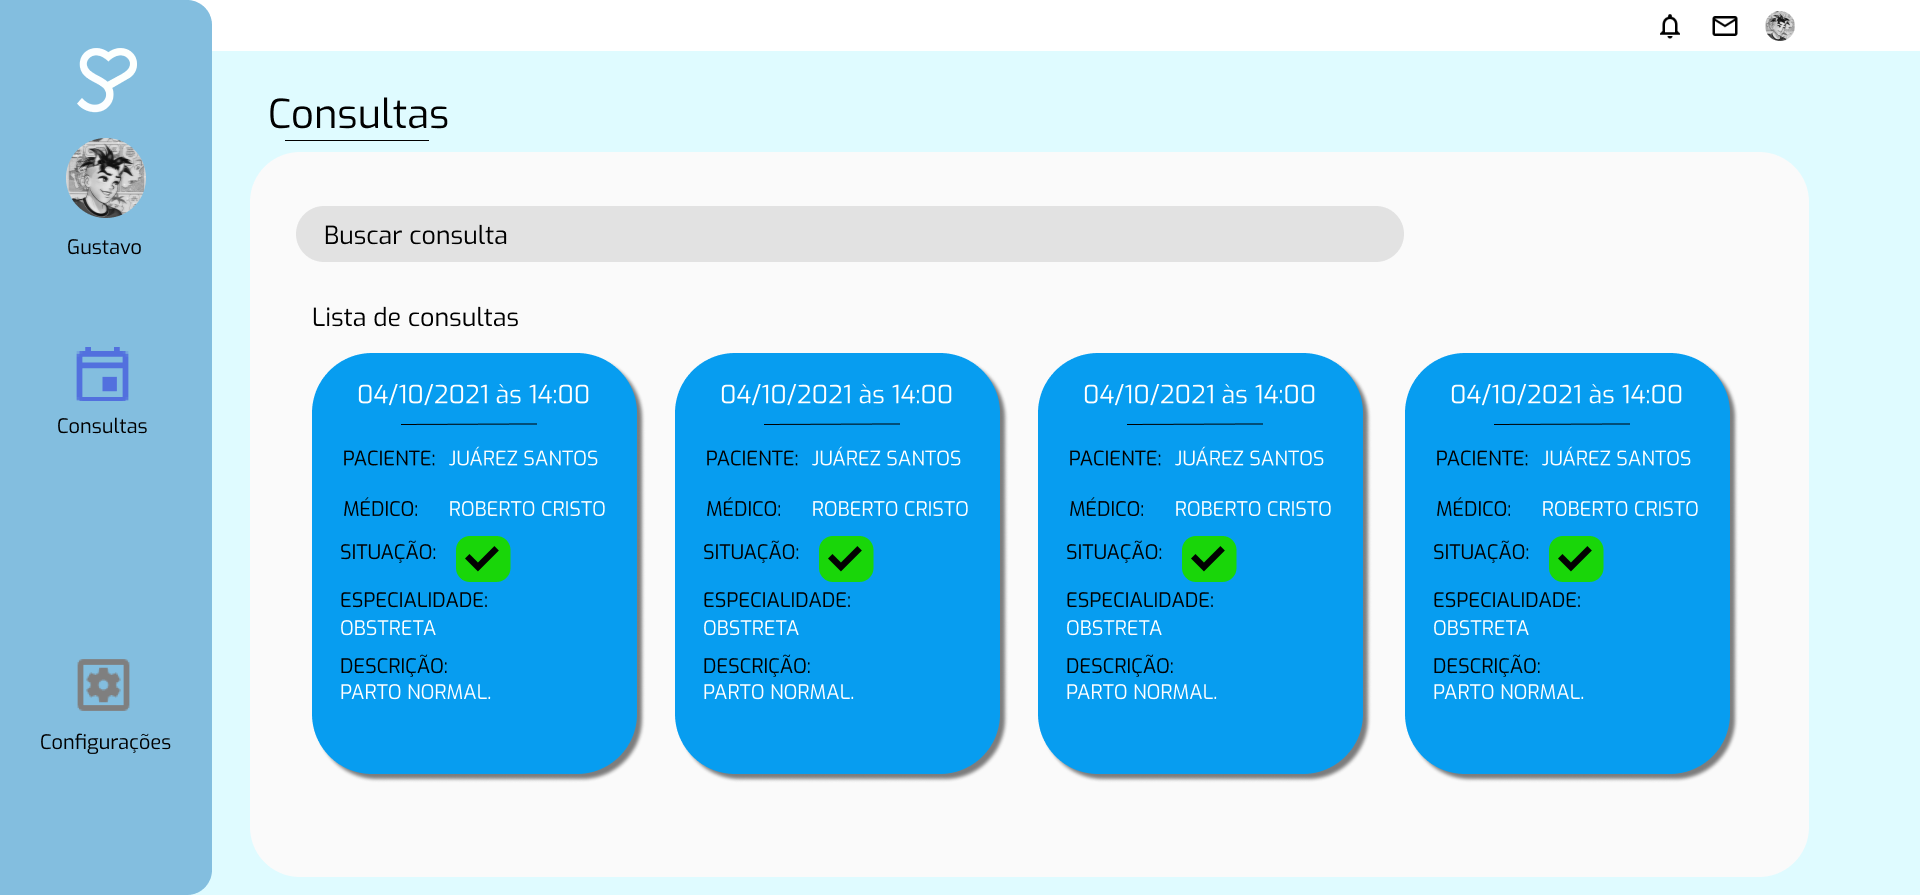 Gustavo
Consultas
Configurações
Consultas
Buscar consulta
Lista de consultas
04/10/2021 às 14:00
PACIENTE: JUÁREZ SANTOS
MÉDICO: ROBERTO CRISTO
SITUAÇÃO:
ESPECIALIDADE:
OBSTRETA
DESCRIÇÃO:
PARTO NORMAL.
04/10/2021 às 14:00
PACIENTE: JUÁREZ SANTOS
MÉDICO: ROBERTO CRISTO
SITUAÇÃO:
ESPECIALIDADE:
OBSTRETA
DESCRIÇÃO:
PARTO NORMAL.
04/10/2021 às 14:00
PACIENTE: JUÁREZ SANTOS
MÉDICO: ROBERTO CRISTO
SITUAÇÃO:
ESPECIALIDADE:
OBSTRETA
DESCRIÇÃO:
PARTO NORMAL.
04/10/2021 às 14:00
PACIENTE: JUÁREZ SANTOS
MÉDICO: ROBERTO CRISTO
SITUAÇÃO:
ESPECIALIDADE:
OBSTRETA
DESCRIÇÃO:
PARTO NORMAL.